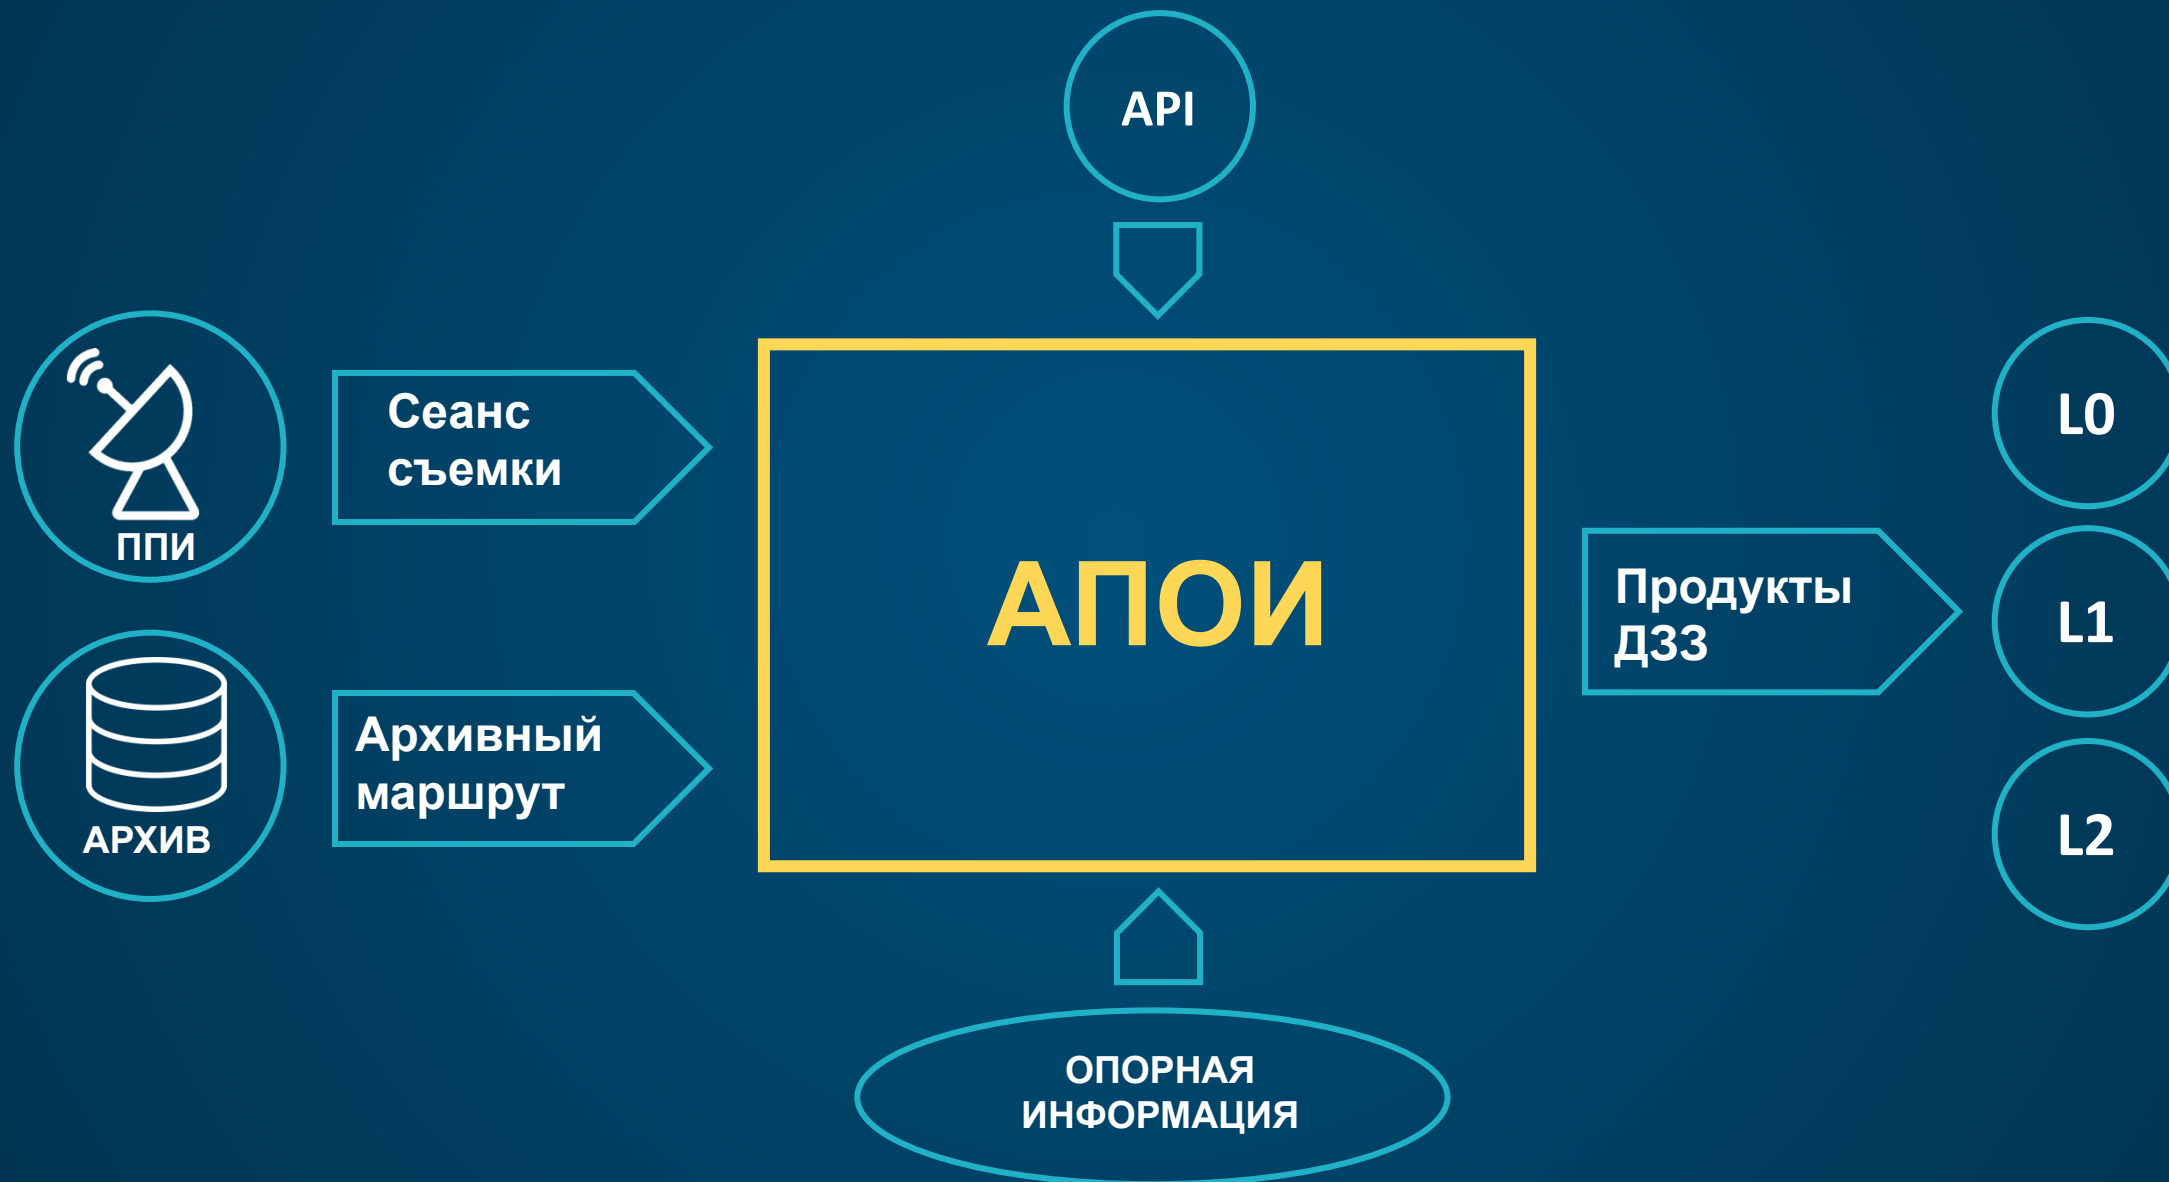 API
ППИ
Сеанс
съемки
АРХИВ
Архивный
маршрут
АПОИ
Продукты
ДЗЗ
L0
L1
L2
ОПОРНАЯ
ИНФОРМАЦИЯ